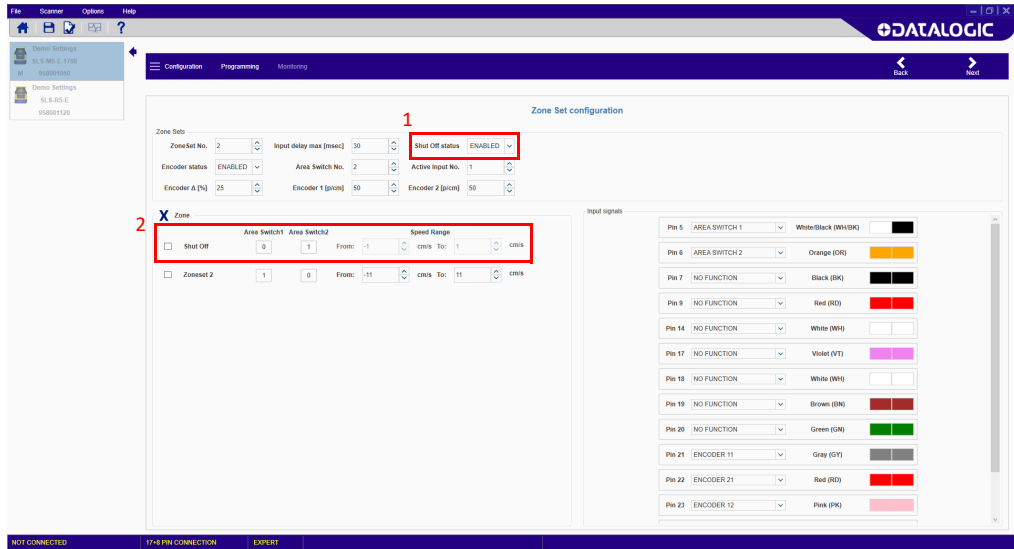 File Scanner Options Help
?
DATALOGIC
Demo Settings
SLS-M5-E-1708
M 958001090
Demo Settings
SLS-R5-E
958001120
Configuration Programming Monitoring
Back Next
Zone Set configuration
1
Zone Sets
ZoneSet No. 2 Input delay max [msec] 30 Shut Off status ENABLED
Encoder status ENABLED Area Switch No. 2 Active Input No. 1
Encoder Δ [%] 25 Encoder 1 [p/cm] 50 Encoder 2 [p/cm] 50
2
X Zone
Area Switch1 Area Switch2 Speed Range
Shut Off 0 1 From: -1 cm/s To: 1 cm/s
Zoneset 2 1 0 From: -11 cm/s To: 11 cm/s
Input signals
Pin 5 AREA SWITCH 1 White/Black (WH/BK)
Pin 6 AREA SWITCH 2 Orange (OR)
Pin 7 NO FUNCTION Black (BK)
Pin 9 NO FUNCTION Red (RD)
Pin 14 NO FUNCTION White (WH)
Pin 17 NO FUNCTION Violet (VT)
Pin 18 NO FUNCTION White (WH)
Pin 19 NO FUNCTION Brown (BN)
Pin 20 NO FUNCTION Green (GN)
Pin 21 ENCODER 11 Gray (GY)
Pin 22 ENCODER 21 Red (RD)
Pin 23 ENCODER 12 Pink (PK)
NOT CONNECTED 17+8 PIN CONNECTION EXPERT